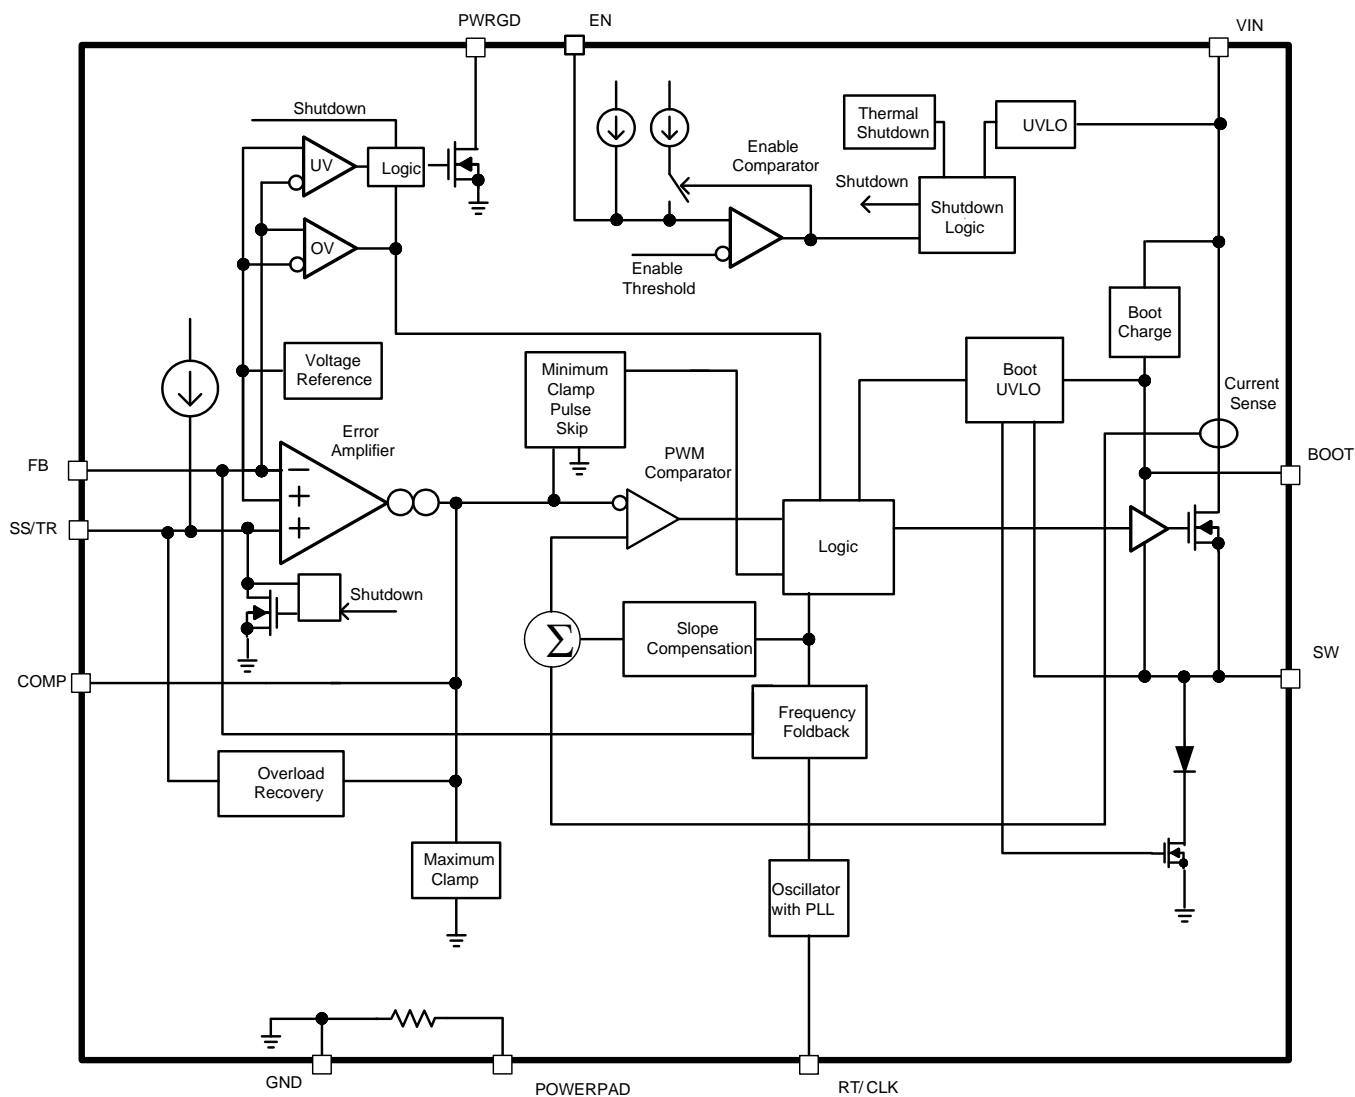 PWRGD
EN
VIN
Shutdown
UV
Logic
OV
Thermal
Shutdown
UVLO
Enable
Comparator
Shutdown
Shutdown
Logic
Enable
Threshold
Boot
Charge
Voltage
Reference
Minimum
Clamp
Pulse
Skip
Boot
UVLO
Current
Sense
Error
Amplifier
FB
PWM
Comparator
BOOT
SS/TR
Logic
Shutdown
Σ
Slope
Compensation
COMP
SW
Frequency
Foldback
Overload
Recovery
Maximum
Clamp
Oscillator
with PLL
GND
POWERPAD
RT/CLK